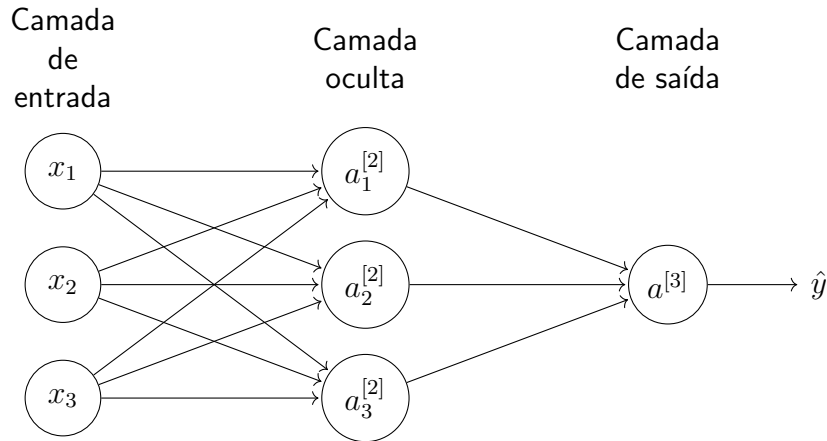 Camada
de
entrada
Camada
oculta
Camada
de saída
x₁
a₁^[2]
x₂
a₂^[2]
a^[3]
ŷ
x₃
a₃^[2]